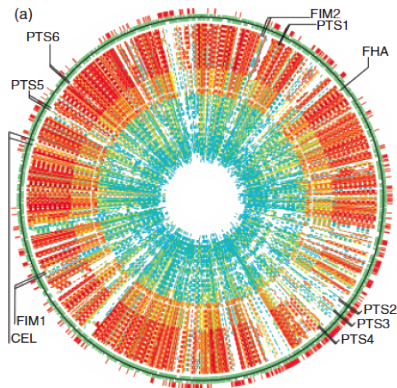 (a)
FIM2
PTS1
PTS6
FHA
PTS5
PTS2
PTS3
PTS4
FIM1
CEL